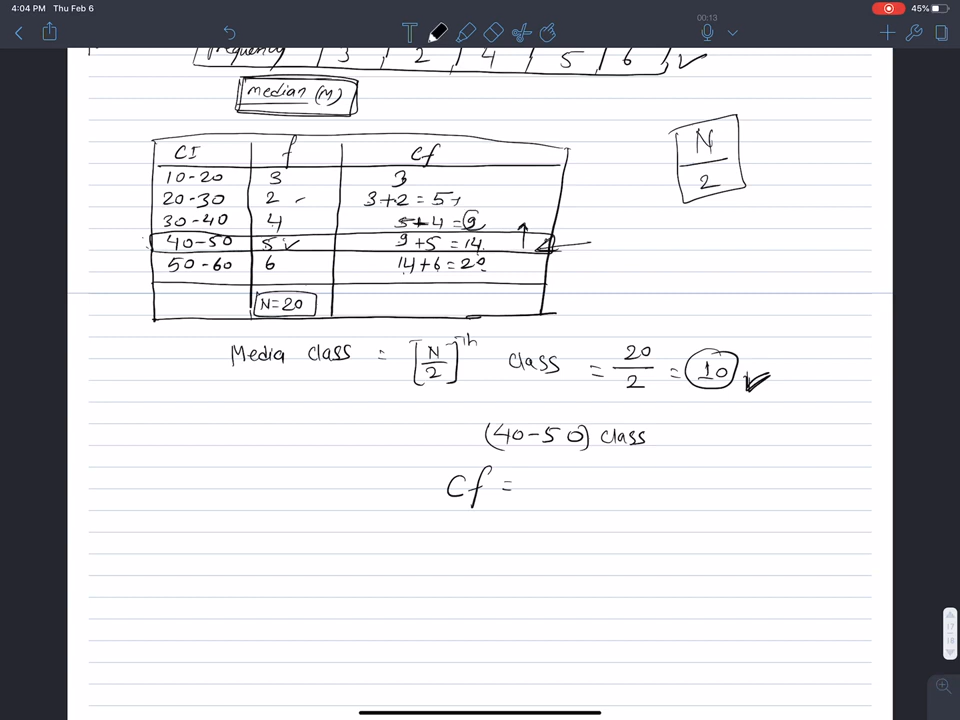 4:04 PM Thu Feb 6
45%
00:13
frequency 3 2 4 5 6
median (M)
CI f Cf
10-20 3 3
20-30 2 3+2=5
30-40 4 5+4=9
40-50 5 9+5=14
50-60 6 14+6=20
N=20
N
2
Media class = [N/2]th class = 20/2 = 10
(40-50) class
Cf =
17
18